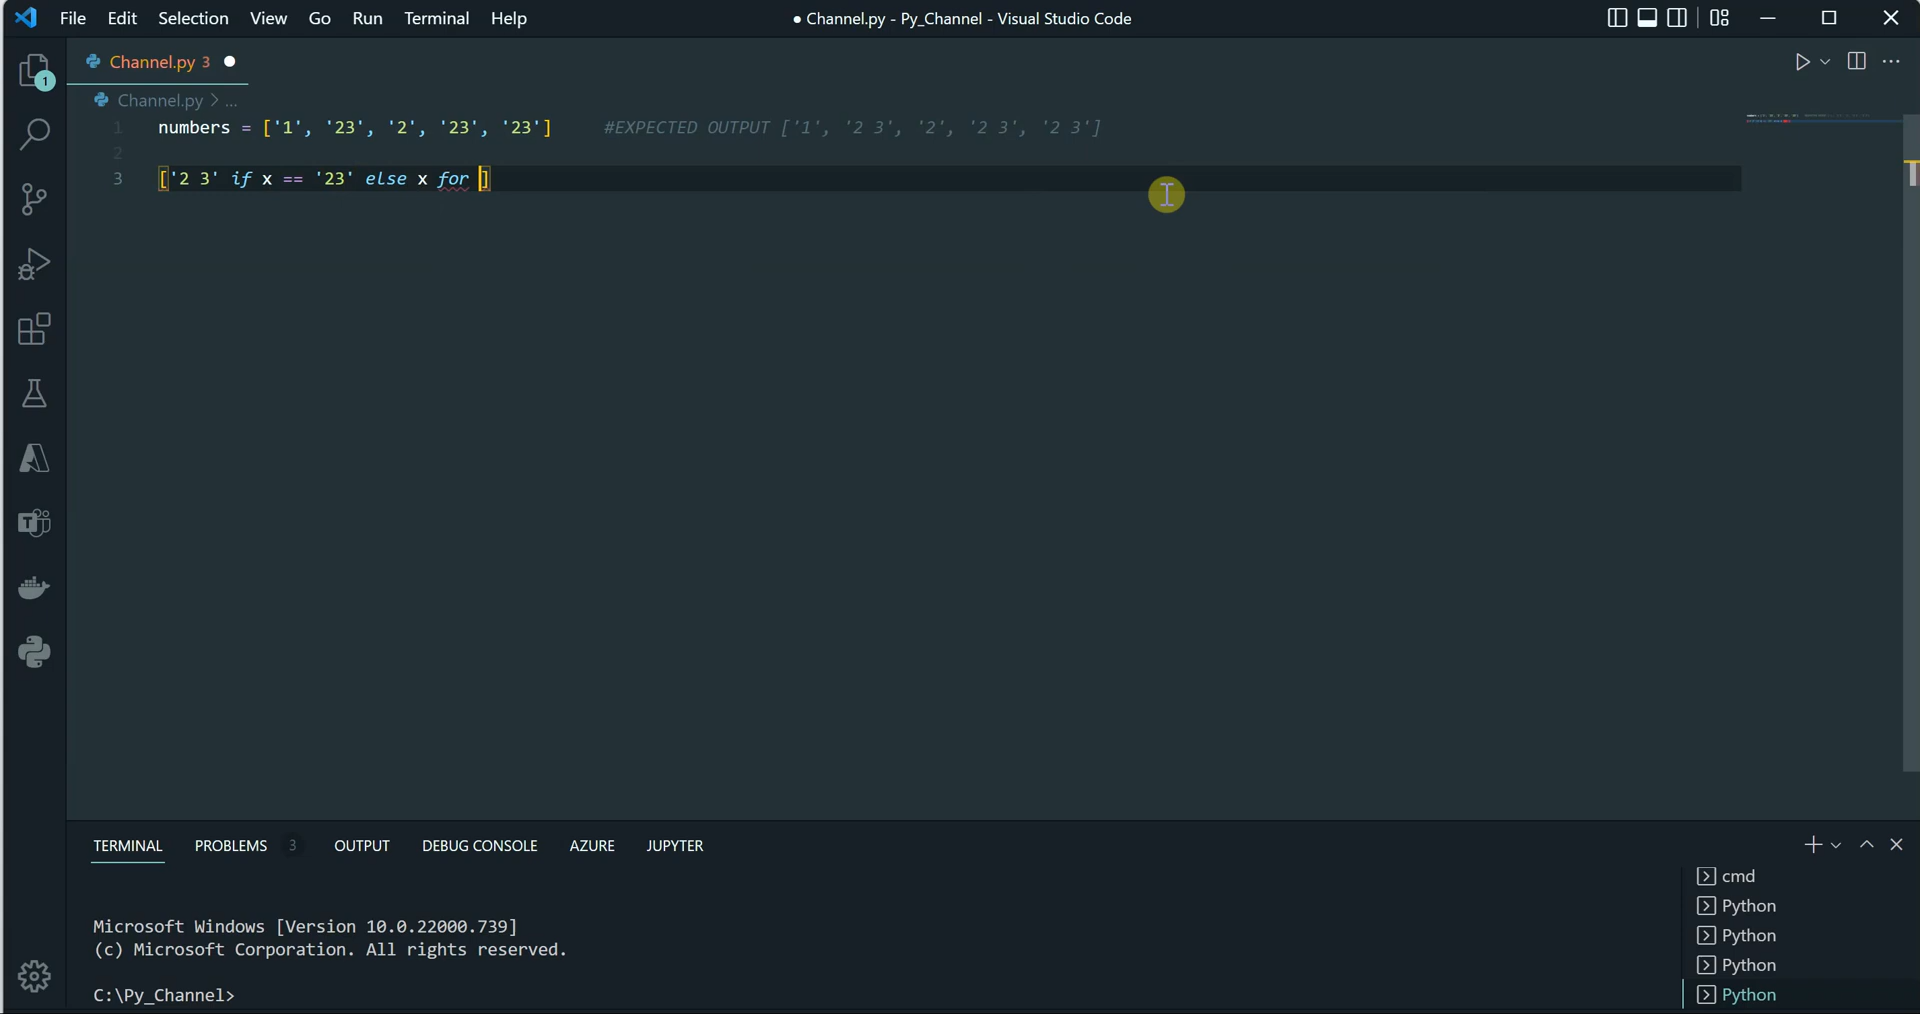 File Edit Selection View Go Run Terminal Help ● Channel.py - Py_Channel - Visual Studio Code
Channel.py 3 ●
1
Channel.py > ...
1 numbers = ['1', '23', '2', '23', '23'] #EXPECTED OUTPUT ['1', '2 3', '2', '2 3', '2 3']
2
3 ['2 3' if x == '23' else x for ]
TERMINAL PROBLEMS 3 OUTPUT DEBUG CONSOLE AZURE JUPYTER
cmd
Python
Python
Python
Python
Microsoft Windows [Version 10.0.22000.739]
(c) Microsoft Corporation. All rights reserved.
C:\Py_Channel>